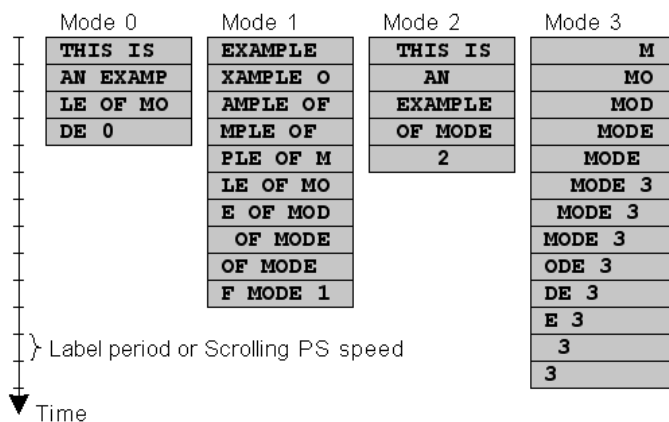 Mode 0 Mode 1 Mode 2 Mode 3
THIS IS EXAMPLE THIS IS M
AN EXAMP XAMPLE O AN MO
LE OF MO AMPLE OF EXAMPLE MOD
DE 0 MPLE OF OF MODE MODE
PLE OF M 2 MODE
LE OF MO MODE 3
E OF MOD MODE 3
OF MODE MODE 3
OF MODE ODE 3
F MODE 1 DE 3
E 3
} Label period or Scrolling PS speed 3
3
Time